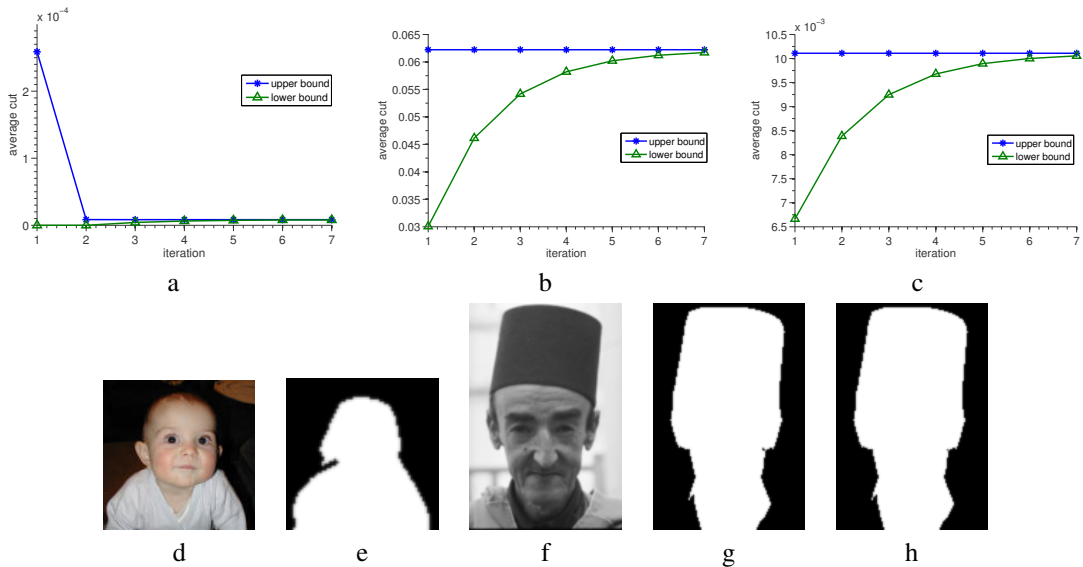 x 10⁻⁴
2
1
0
average cut
upper bound
lower bound
1 2 3 4 5 6 7
iteration
a
0.065
0.06
0.055
0.05
0.045
0.04
0.035
0.03
average cut
upper bound
lower bound
1 2 3 4 5 6 7
iteration
b
x 10⁻³
10.5
10
9.5
9
8.5
8
7.5
7
6.5
average cut
upper bound
lower bound
1 2 3 4 5 6 7
iteration
c
d e f g h